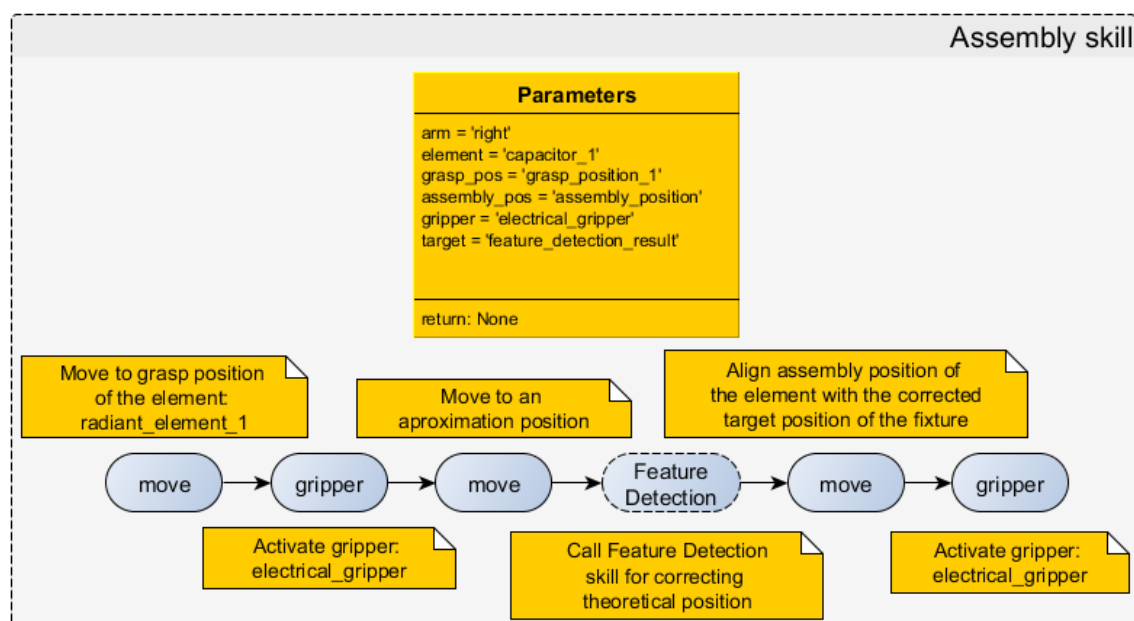 Assembly skill
Parameters
arm = 'right'
element = 'capacitor_1'
grasp_pos = 'grasp_position_1'
assembly_pos = 'assembly_position'
gripper = 'electrical_gripper'
target = 'feature_detection_result'
return: None
Move to grasp position
of the element:
radiant_element_1
Move to an
aproximation position
Align assembly position of
the element with the corrected
target position of the fixture
move
gripper
move
Feature
Detection
move
gripper
Activate gripper:
electrical_gripper
Call Feature Detection
skill for correcting
theoretical position
Activate gripper:
electrical_gripper